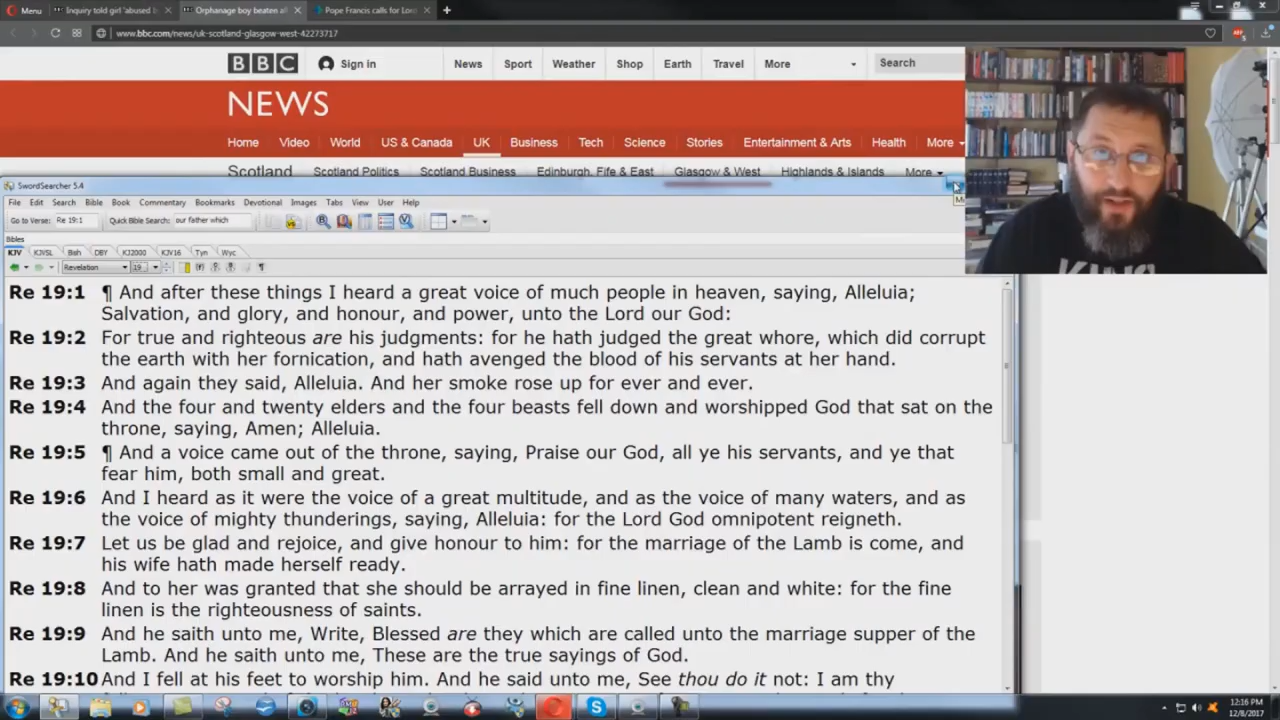 Menu
Inquiry told girl 'abused b
Orphanage boy beaten af
Pope Francis calls for Lord
www.bbc.com/news/uk-scotland-glasgow-west-42273717
BBC
Sign in
News
Sport
Weather
Shop
Earth
Travel
More
Search
NEWS
Home
Video
World
US & Canada
UK
Business
Tech
Science
Stories
Entertainment & Arts
Health
More
Scotland
Scotland Politics
Scotland Business
Edinburgh, Fife & East
Glasgow & West
Highlands & Islands
More
SwordSearcher 5.4
File Edit Search Bible Book Commentary Bookmarks Devotional Images Tabs View User Help
Go to Verse: Re 19:1 Quick Bible Search: our father which
Bibles
KJV KJVSL Bish DBY KJ2000 KJV16 Tyn Wyc
Revelation 19
Re 19:1 ¶ And after these things I heard a great voice of much people in heaven, saying, Alleluia;
Salvation, and glory, and honour, and power, unto the Lord our God:
Re 19:2 For true and righteous are his judgments: for he hath judged the great whore, which did corrupt
the earth with her fornication, and hath avenged the blood of his servants at her hand.
Re 19:3 And again they said, Alleluia. And her smoke rose up for ever and ever.
Re 19:4 And the four and twenty elders and the four beasts fell down and worshipped God that sat on the
throne, saying, Amen; Alleluia.
Re 19:5 ¶ And a voice came out of the throne, saying, Praise our God, all ye his servants, and ye that
fear him, both small and great.
Re 19:6 And I heard as it were the voice of a great multitude, and as the voice of many waters, and as
the voice of mighty thunderings, saying, Alleluia: for the Lord God omnipotent reigneth.
Re 19:7 Let us be glad and rejoice, and give honour to him: for the marriage of the Lamb is come, and
his wife hath made herself ready.
Re 19:8 And to her was granted that she should be arrayed in fine linen, clean and white: for the fine
linen is the righteousness of saints.
Re 19:9 And he saith unto me, Write, Blessed are they which are called unto the marriage supper of the
Lamb. And he saith unto me, These are the true sayings of God.
Re 19:10 And I fell at his feet to worship him. And he said unto me, See thou do it not: I am thy
12:16 PM
12/8/2017